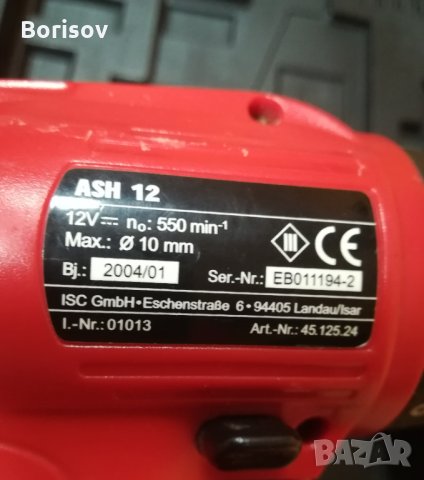 Borisov
ASH 12
12V n₀: 550 min⁻¹
Max.: Ø 10 mm
Bj.: 2004/01 Ser.-Nr.: EB011194-2
CE
ISC GmbH•Eschenstraße 6•94405 Landau/Isar
I.-Nr.: 01013 Art.-Nr.: 45.125.24
BAZAR